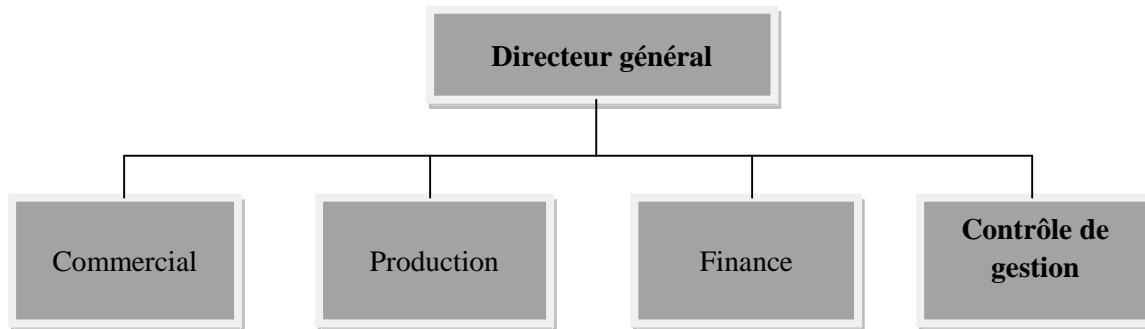 Directeur général
Commercial
Production
Finance
Contrôle de
gestion